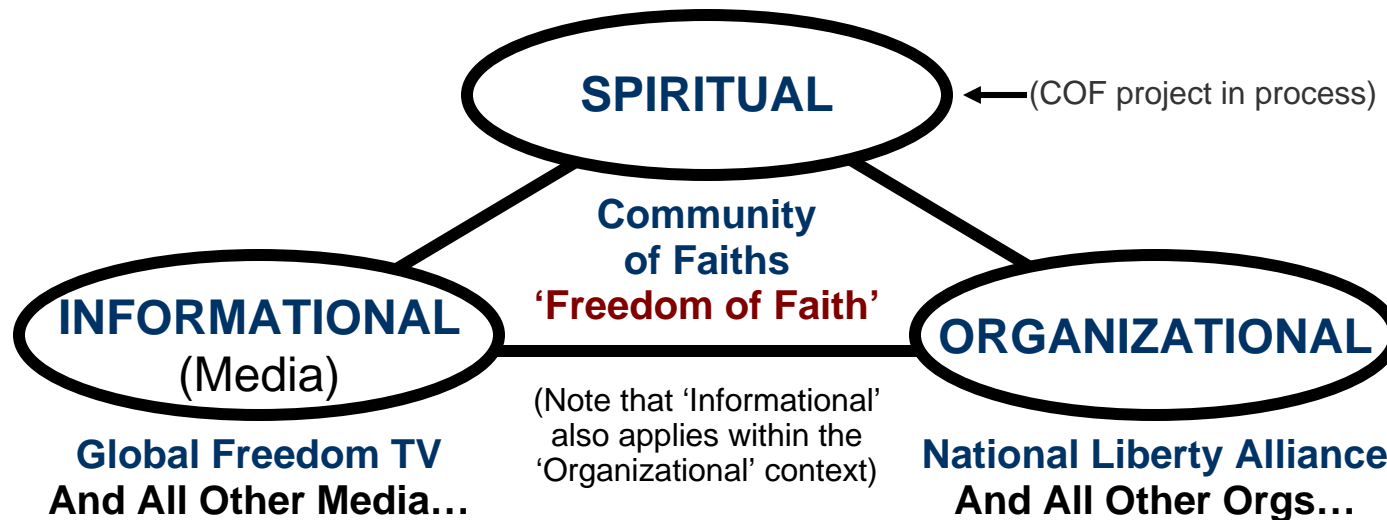 SPIRITUAL
(COF project in process)
Community
of Faiths
‘Freedom of Faith’
INFORMATIONAL
(Media)
ORGANIZATIONAL
(Note that ‘Informational’
also applies within the
‘Organizational’ context)
Global Freedom TV
And All Other Media…
National Liberty Alliance
And All Other Orgs…